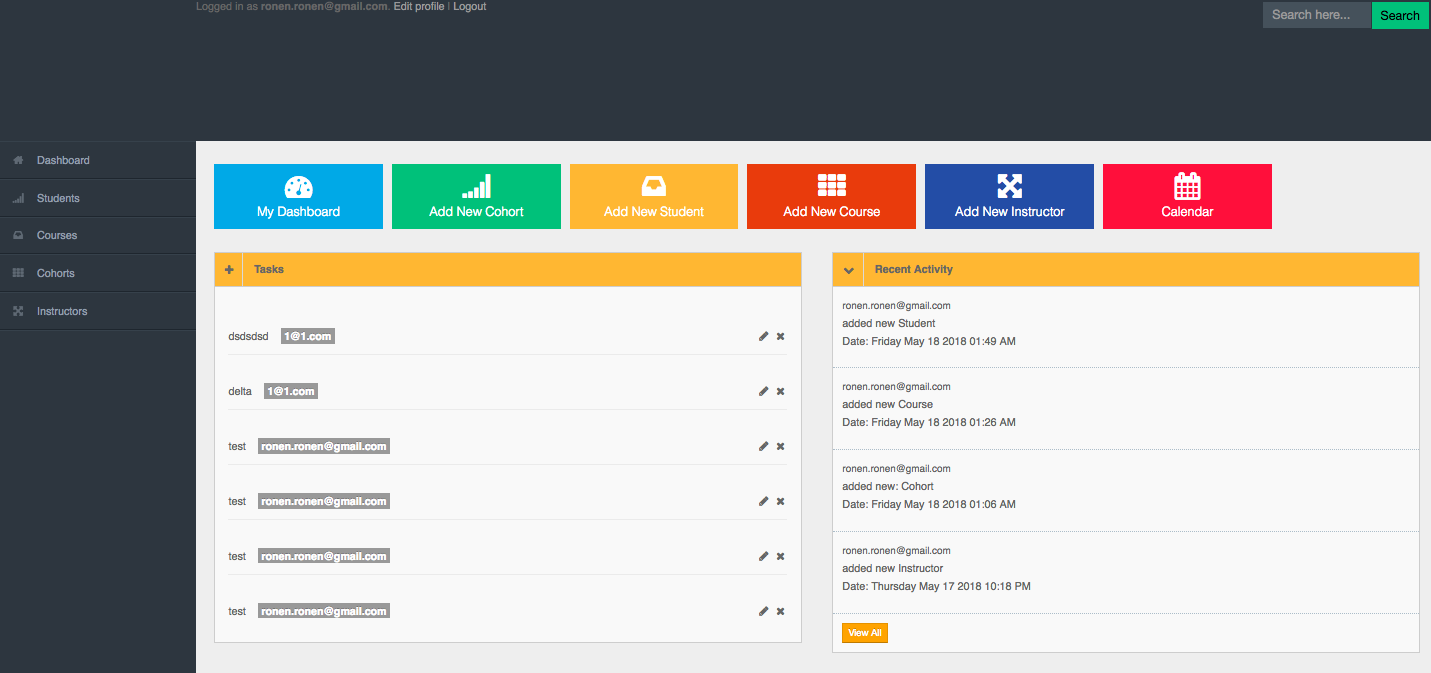 Logged in as ronen.ronen@gmail.com. Edit profile | Logout
Search here...
Search
Dashboard
Students
Courses
Cohorts
Instructors
My Dashboard
Add New Cohort
Add New Student
Add New Course
Add New Instructor
Calendar
Tasks
dsdsdsd 1@1.com
delta 1@1.com
test ronen.ronen@gmail.com
test ronen.ronen@gmail.com
test ronen.ronen@gmail.com
test ronen.ronen@gmail.com
Recent Activity
ronen.ronen@gmail.com
added new Student
Date: Friday May 18 2018 01:49 AM
ronen.ronen@gmail.com
added new Course
Date: Friday May 18 2018 01:26 AM
ronen.ronen@gmail.com
added new: Cohort
Date: Friday May 18 2018 01:06 AM
ronen.ronen@gmail.com
added new Instructor
Date: Thursday May 17 2018 10:18 PM
View All